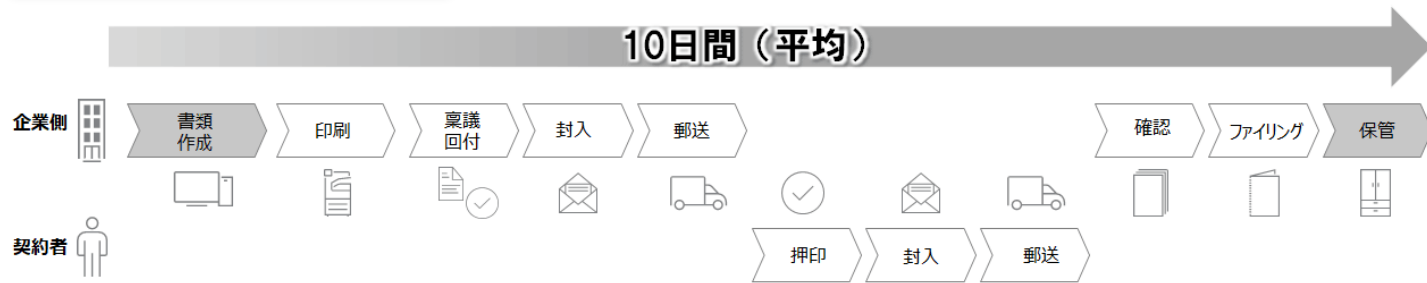 10日間（平均）
企業側
書類
作成
印刷
稟議
回付
封入
郵送
確認
ファイリング
保管
契約者
押印
封入
郵送